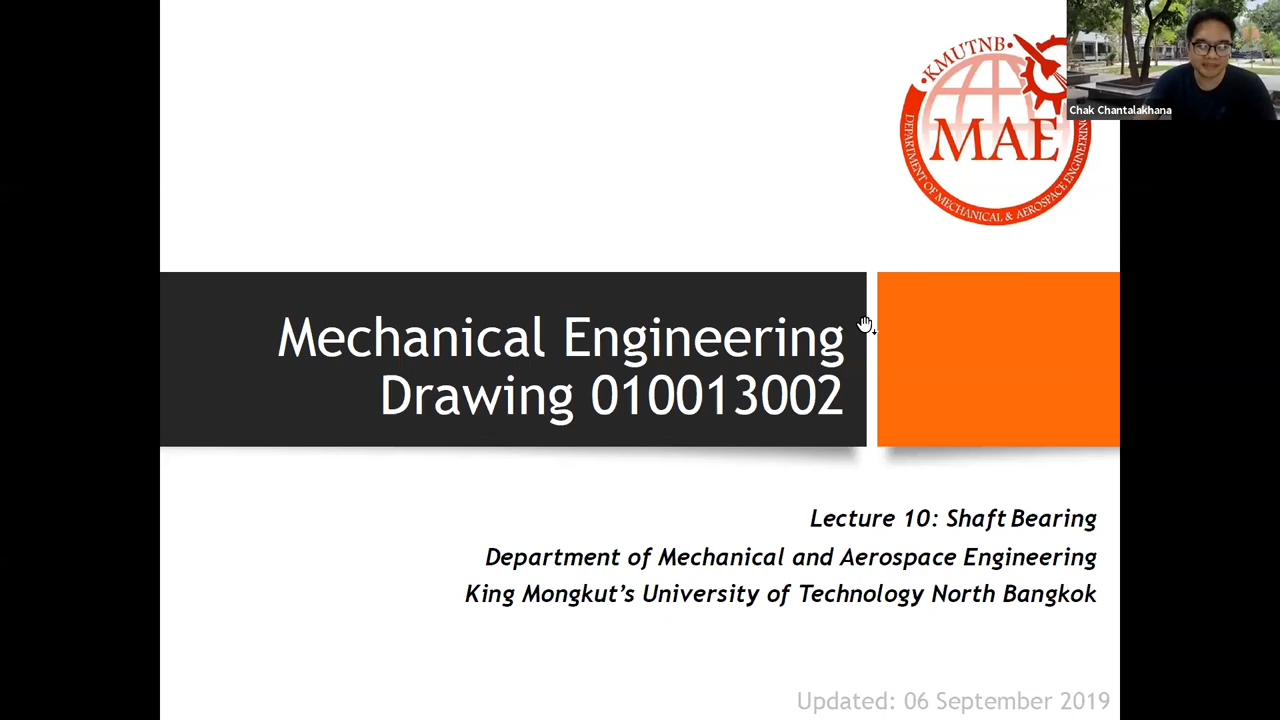 KMUTNB
MAE
DEPARTMENT OF MECHANICAL & AEROSPACE ENGINEERING
Chak Chantalakhana
Mechanical Engineering
Drawing 010013002
Lecture 10: Shaft Bearing
Department of Mechanical and Aerospace Engineering
King Mongkut’s University of Technology North Bangkok
Updated: 06 September 2019